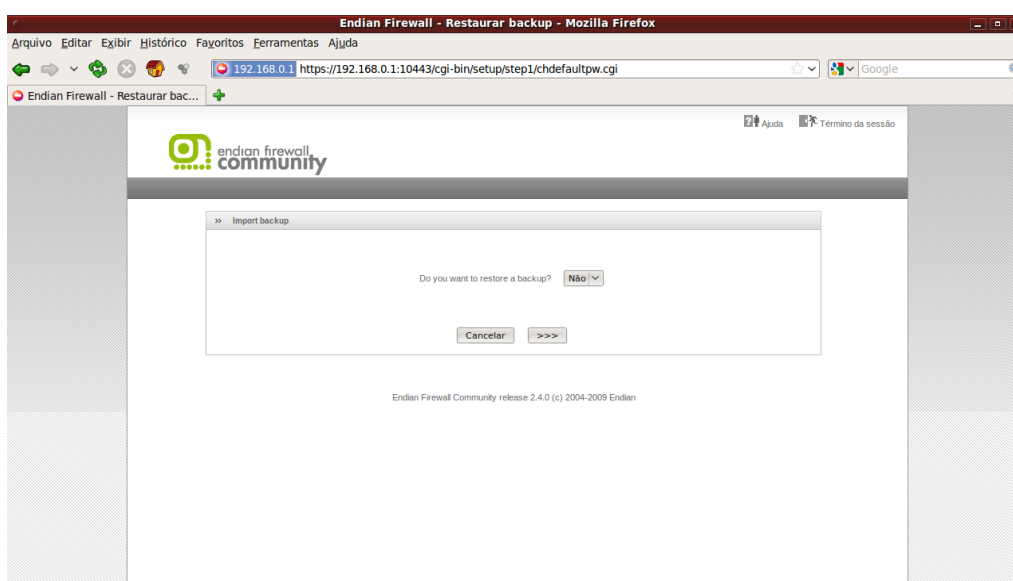 Endian Firewall - Restaurar backup - Mozilla Firefox
Arquivo Editar Exibir Histórico Favoritos Ferramentas Ajuda
192.168.0.1 https://192.168.0.1:10443/cgi-bin/setup/step1/chdefaultpw.cgi Google
Endian Firewall - Restaurar bac...
Ajuda Término da sessão
endian firewall
community
>> Import backup
Do you want to restore a backup? Não
Cancelar >>>
Endian Firewall Community release 2.4.0 (c) 2004-2009 Endian